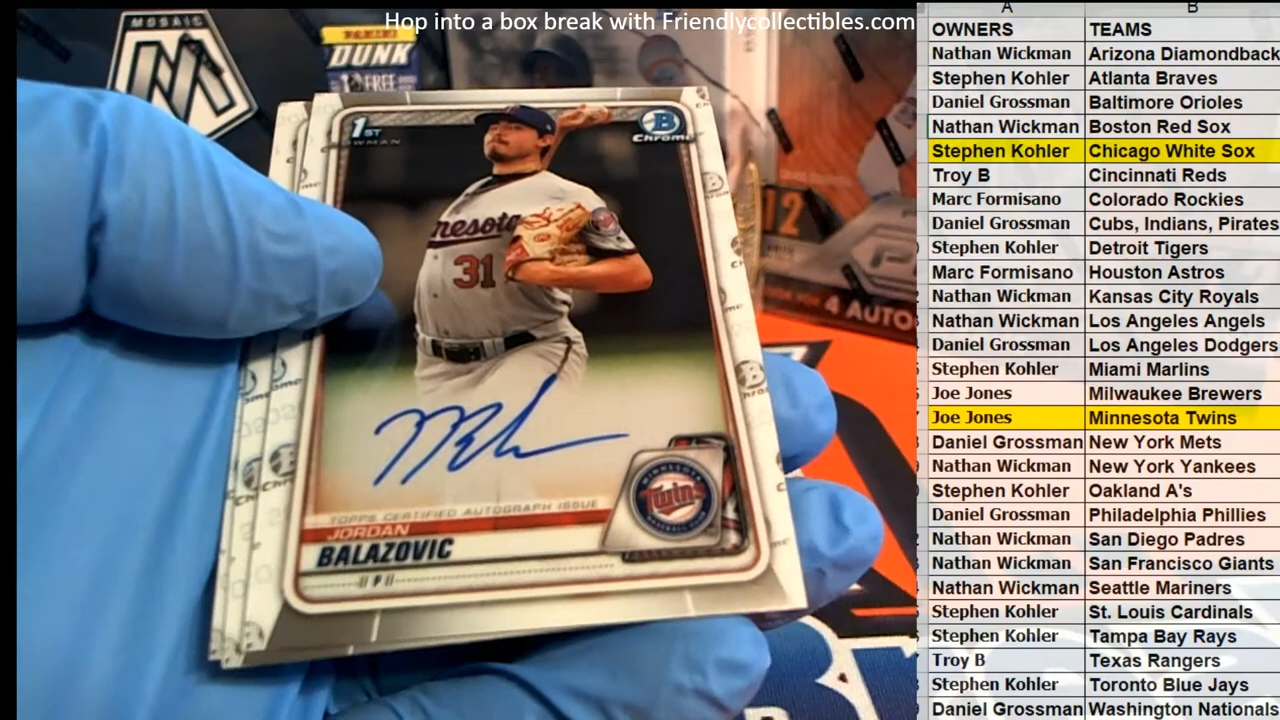 Hop into a box break with Friendlycollectibles.com
MOSAIC
PANINI
DUNK
FREE
12
4 AUTO
1ST
BOWMAN
B
Chrome
nesota
31
TOPPS CERTIFIED AUTOGRAPH ISSUE
JORDAN
BALAZOVIC
P
MINNESOTA
Twins
BASEBALL CLUB
A B
OWNERS TEAMS
Nathan Wickman Arizona Diamondback
Stephen Kohler Atlanta Braves
Daniel Grossman Baltimore Orioles
Nathan Wickman Boston Red Sox
Stephen Kohler Chicago White Sox
Troy B Cincinnati Reds
Marc Formisano Colorado Rockies
Daniel Grossman Cubs, Indians, Pirates
Stephen Kohler Detroit Tigers
Marc Formisano Houston Astros
Nathan Wickman Kansas City Royals
Nathan Wickman Los Angeles Angels
Daniel Grossman Los Angeles Dodgers
Stephen Kohler Miami Marlins
Joe Jones Milwaukee Brewers
Joe Jones Minnesota Twins
Daniel Grossman New York Mets
Nathan Wickman New York Yankees
Stephen Kohler Oakland A's
Daniel Grossman Philadelphia Phillies
Nathan Wickman San Diego Padres
Nathan Wickman San Francisco Giants
Nathan Wickman Seattle Mariners
Stephen Kohler St. Louis Cardinals
Stephen Kohler Tampa Bay Rays
Troy B Texas Rangers
Stephen Kohler Toronto Blue Jays
Daniel Grossman Washington Nationals